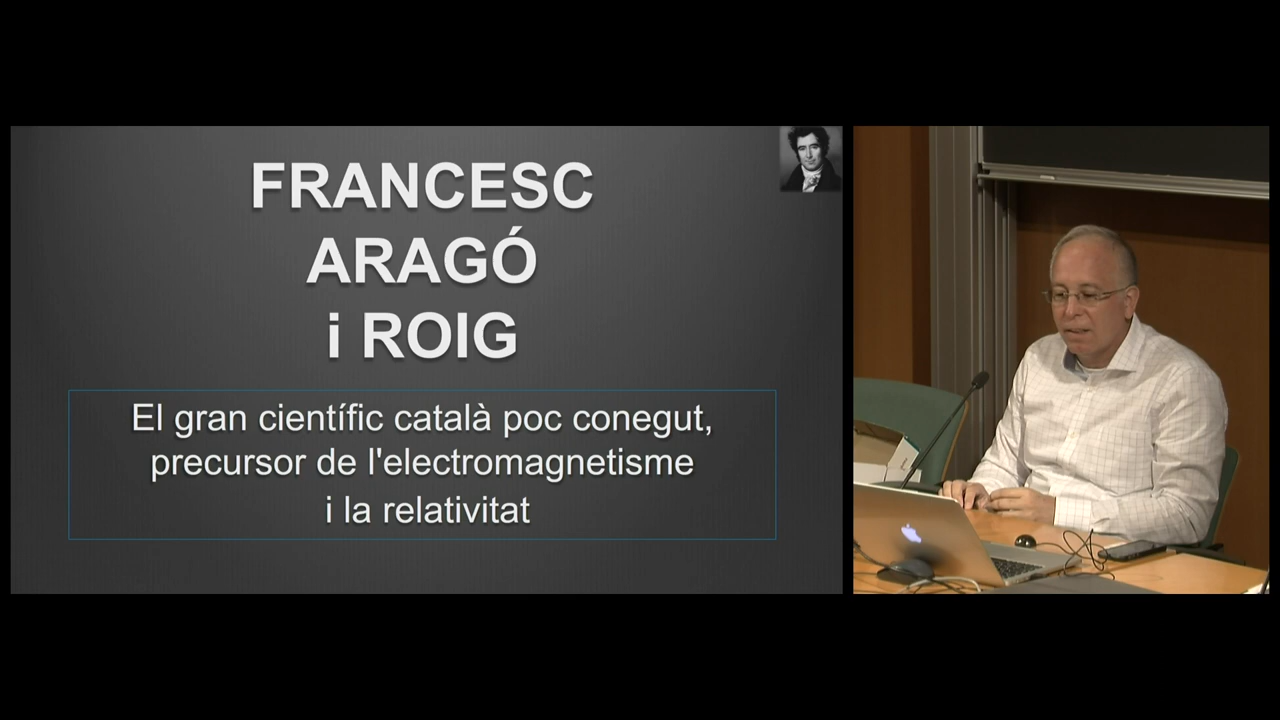 FRANCESC
ARAGÓ
i ROIG
El gran científic català poc conegut,
precursor de l'electromagnetisme
i la relativitat